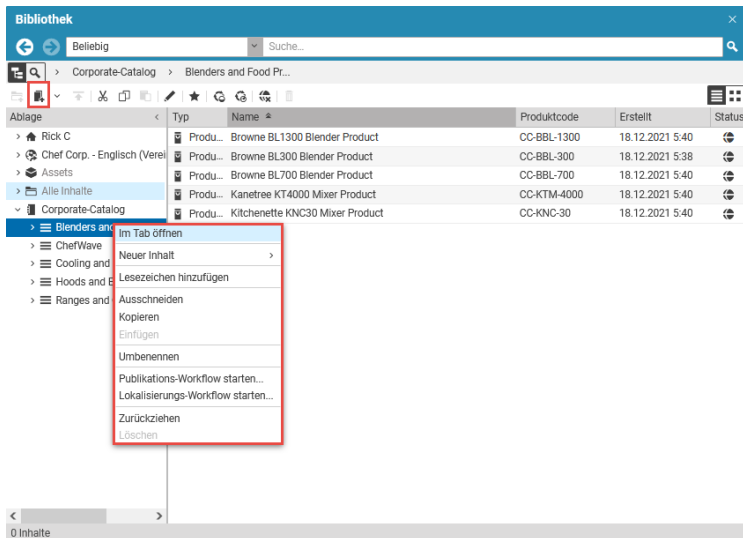 Bibliothek
Beliebig
Suche...
Corporate-Catalog > Blenders and Food Pr...
Ablage
Typ Name Produktcode Erstellt Status
Rick C
Chef Corp. - Englisch (Verei
Assets
Alle Inhalte
Corporate-Catalog
Blenders and
ChefWave
Cooling and
Hoods and E
Ranges and
Produ... Browne BL1300 Blender Product CC-BBL-1300 18.12.2021 5:40
Produ... Browne BL300 Blender Product CC-BBL-300 18.12.2021 5:38
Produ... Browne BL700 Blender Product CC-BBL-700 18.12.2021 5:40
Produ... Kanetree KT4000 Mixer Product CC-KTM-4000 18.12.2021 5:40
Produ... Kitchenette KNC30 Mixer Product CC-KNC-30 18.12.2021 5:40
Im Tab öffnen
Neuer Inhalt
Lesezeichen hinzufügen
Ausschneiden
Kopieren
Einfügen
Umbenennen
Publikations-Workflow starten...
Lokalisierungs-Workflow starten...
Zurückziehen
Löschen
0 Inhalte